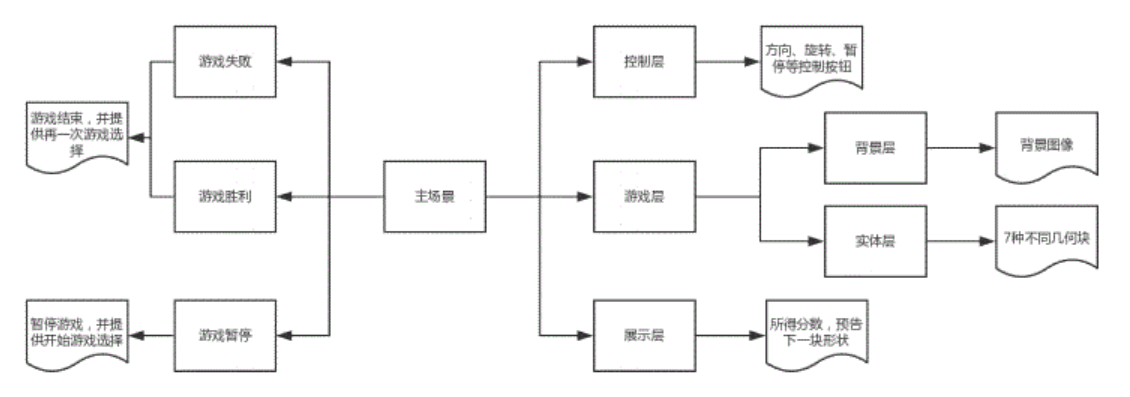 游戏失败
控制层
方向、旋转、暂
停等控制按钮
游戏结束，并提
供再一次游戏选
择
背景层
背景图像
游戏胜利
主场景
游戏层
实体层
7种不同几何块
暂停游戏，并提
供开始游戏选择
游戏暂停
展示层
所得分数，预告
下一块形状